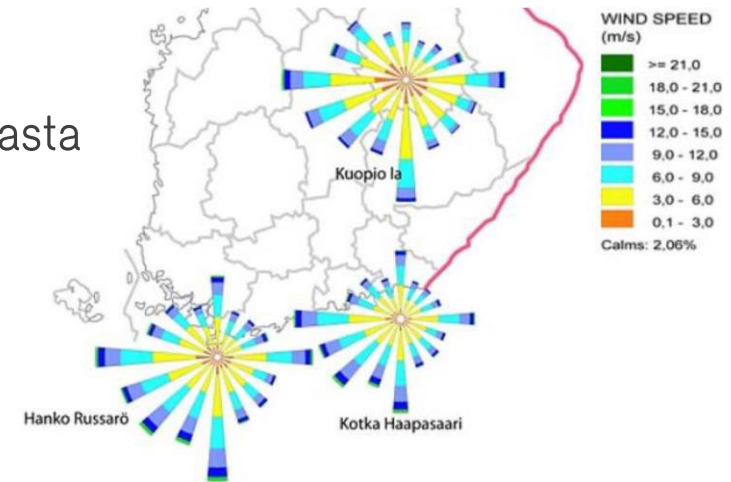 asta
WIND SPEED
(m/s)
>= 21,0
18,0 - 21,0
15,0 - 18,0
12,0 - 15,0
9,0 - 12,0
6,0 - 9,0
3,0 - 6,0
0,1 - 3,0
Calms: 2,06%
Kuopio la
Hanko Russarö
Kotka Haapasaari